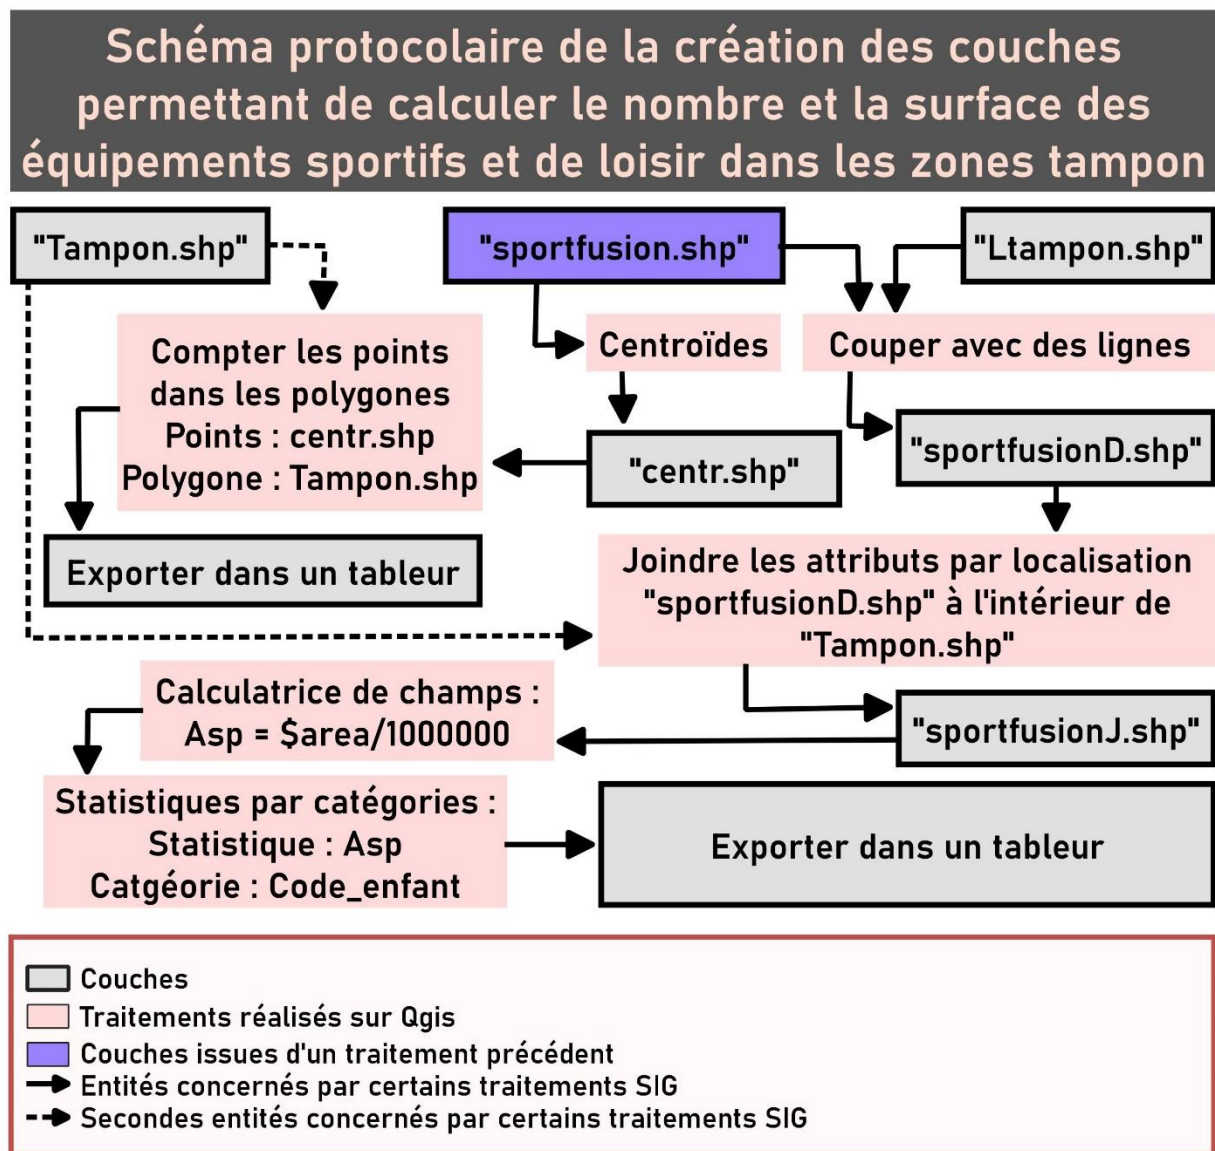 Schéma protocolaire de la création des couches
permettant de calculer le nombre et la surface des
équipements sportifs et de loisir dans les zones tampon
"Tampon.shp"
"sportfusion.shp"
"Ltampon.shp"
Compter les points
dans les polygones
Points : centr.shp
Polygone : Tampon.shp
Centroïdes
Couper avec des lignes
"centr.shp"
"sportfusionD.shp"
Exporter dans un tableur
Joindre les attributs par localisation
"sportfusionD.shp" à l'intérieur de
"Tampon.shp"
Calculatrice de champs :
Asp = $area/1000000
"sportfusionJ.shp"
Statistiques par catégories :
Statistique : Asp
Catgéorie : Code_enfant
Exporter dans un tableur
Couches
Traitements réalisés sur Qgis
Couches issues d'un traitement précédent
Entités concernés par certains traitements SIG
Secondes entités concernés par certains traitements SIG